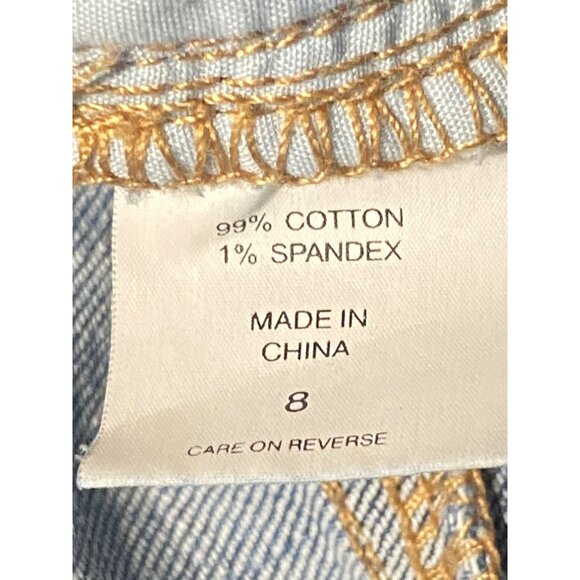 99% COTTON
1% SPANDEX
MADE IN
CHINA
8
CARE ON REVERSE